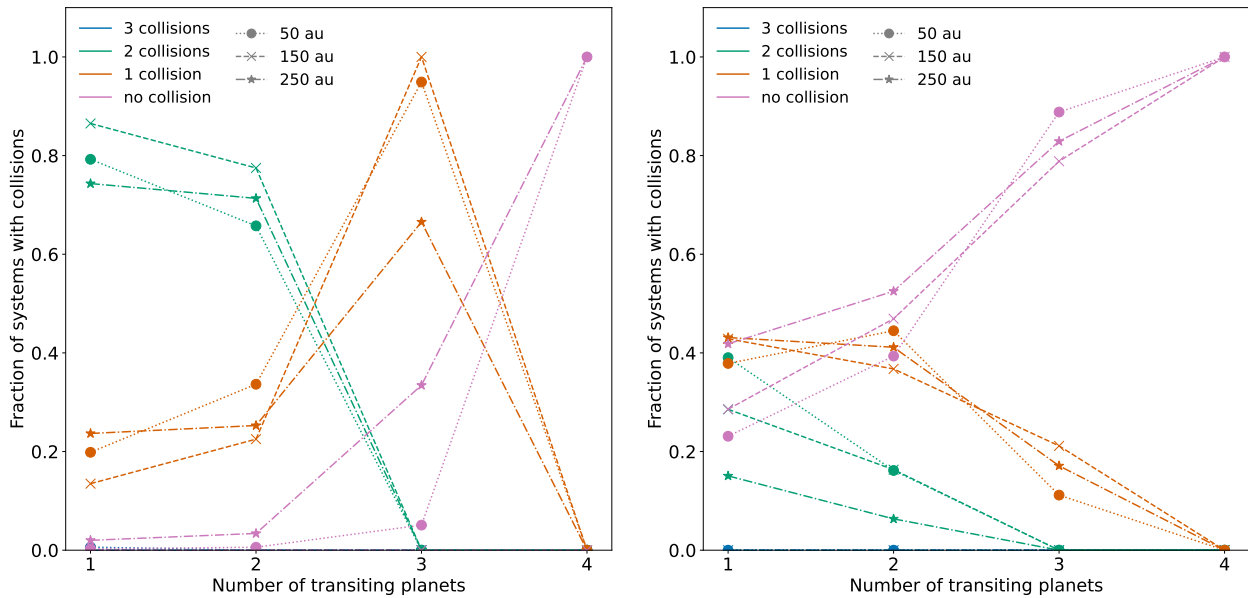 3 collisions
2 collisions
1 collision
no collision
50 au
150 au
250 au
1.0
0.8
0.6
0.4
0.2
0.0
1 2 3 4
Number of transiting planets
Fraction of systems with collisions
3 collisions
2 collisions
1 collision
no collision
50 au
150 au
250 au
1.0
0.8
0.6
0.4
0.2
0.0
1 2 3 4
Number of transiting planets
Fraction of systems with collisions